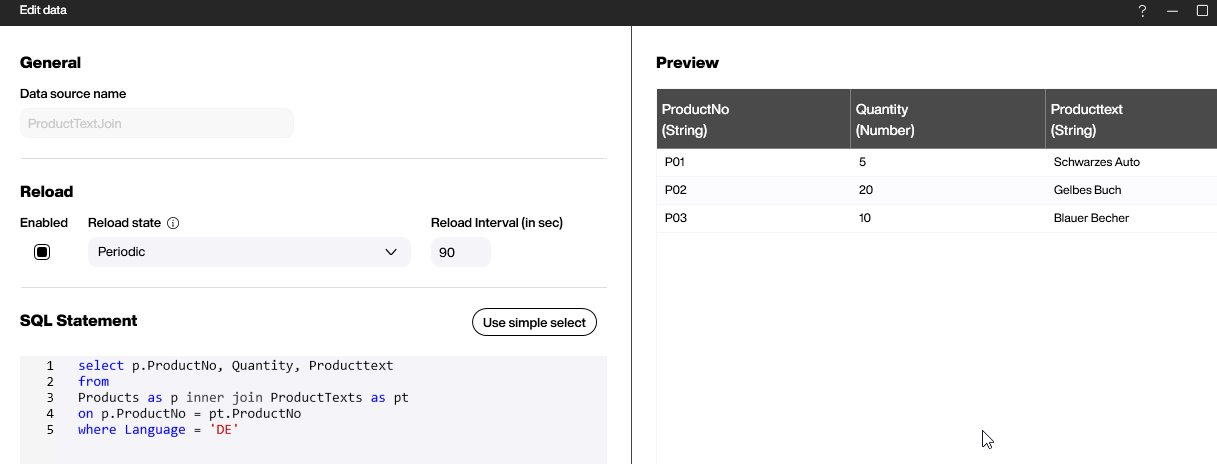 Edit data
?
General
Data source name
ProductTextJoin
Reload
Enabled
Reload state
Reload Interval (in sec)
Periodic
90
SQL Statement
Use simple select
1 select p.ProductNo, Quantity, Producttext
2 from
3 Products as p inner join ProductTexts as pt
4 on p.ProductNo = pt.ProductNo
5 where Language = 'DE'
Preview
ProductNo (String) Quantity (Number) Producttext (String)
P01 5 Schwarzes Auto
P02 20 Gelbes Buch
P03 10 Blauer Becher